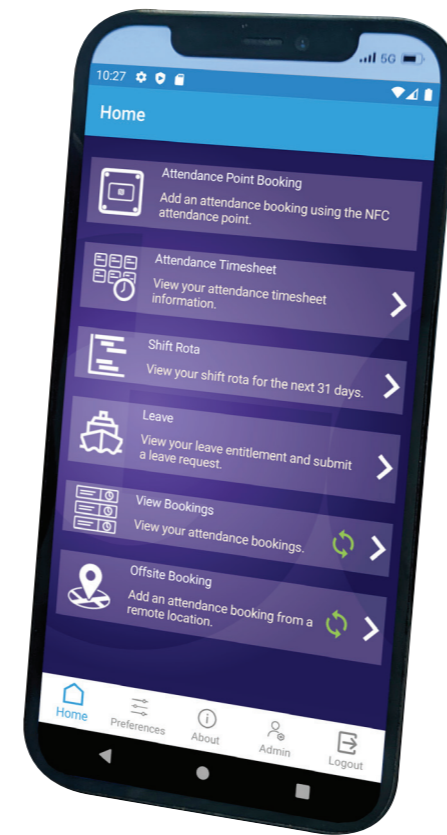 5G
10:27
Home
Attendance Point Booking
Add an attendance booking using the NFC
attendance point.
Attendance Timesheet
View your attendance timesheet
information.
Shift Rota
View your shift rota for the next 31 days.
Leave
View your leave entitlement and submit
a leave request.
View Bookings
View your attendance bookings.
Offsite Booking
Add an attendance booking from a
remote location.
Home
Preferences
About
Admin
Logout